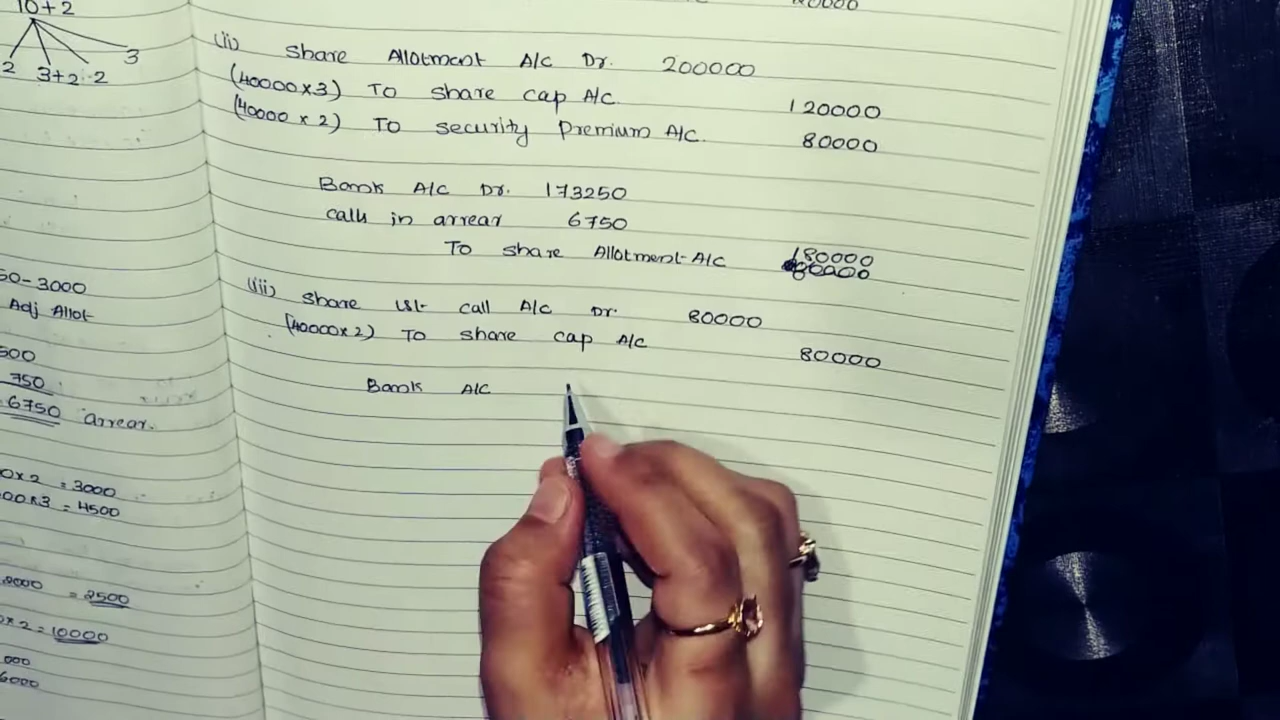 10+2
2 3+2 2 3
50-3000
Adj Allot
500
750
6750 arrear.
0x2 = 3000
00x3 = 4500
2000 = 2500
0x2 = 10000
000
6000
(ii) share Allotment A/c Dr. 200000
(40000x3) To share cap A/c. 120000
(40000x2) To security premium A/c. 80000
Bank A/c Dr. 173250
calls in arrear 6750
To share Allotment A/c 180000
(iii) share 1st call A/c Dr. 80000
(40000x2) To share cap A/c 80000
Bank A/c